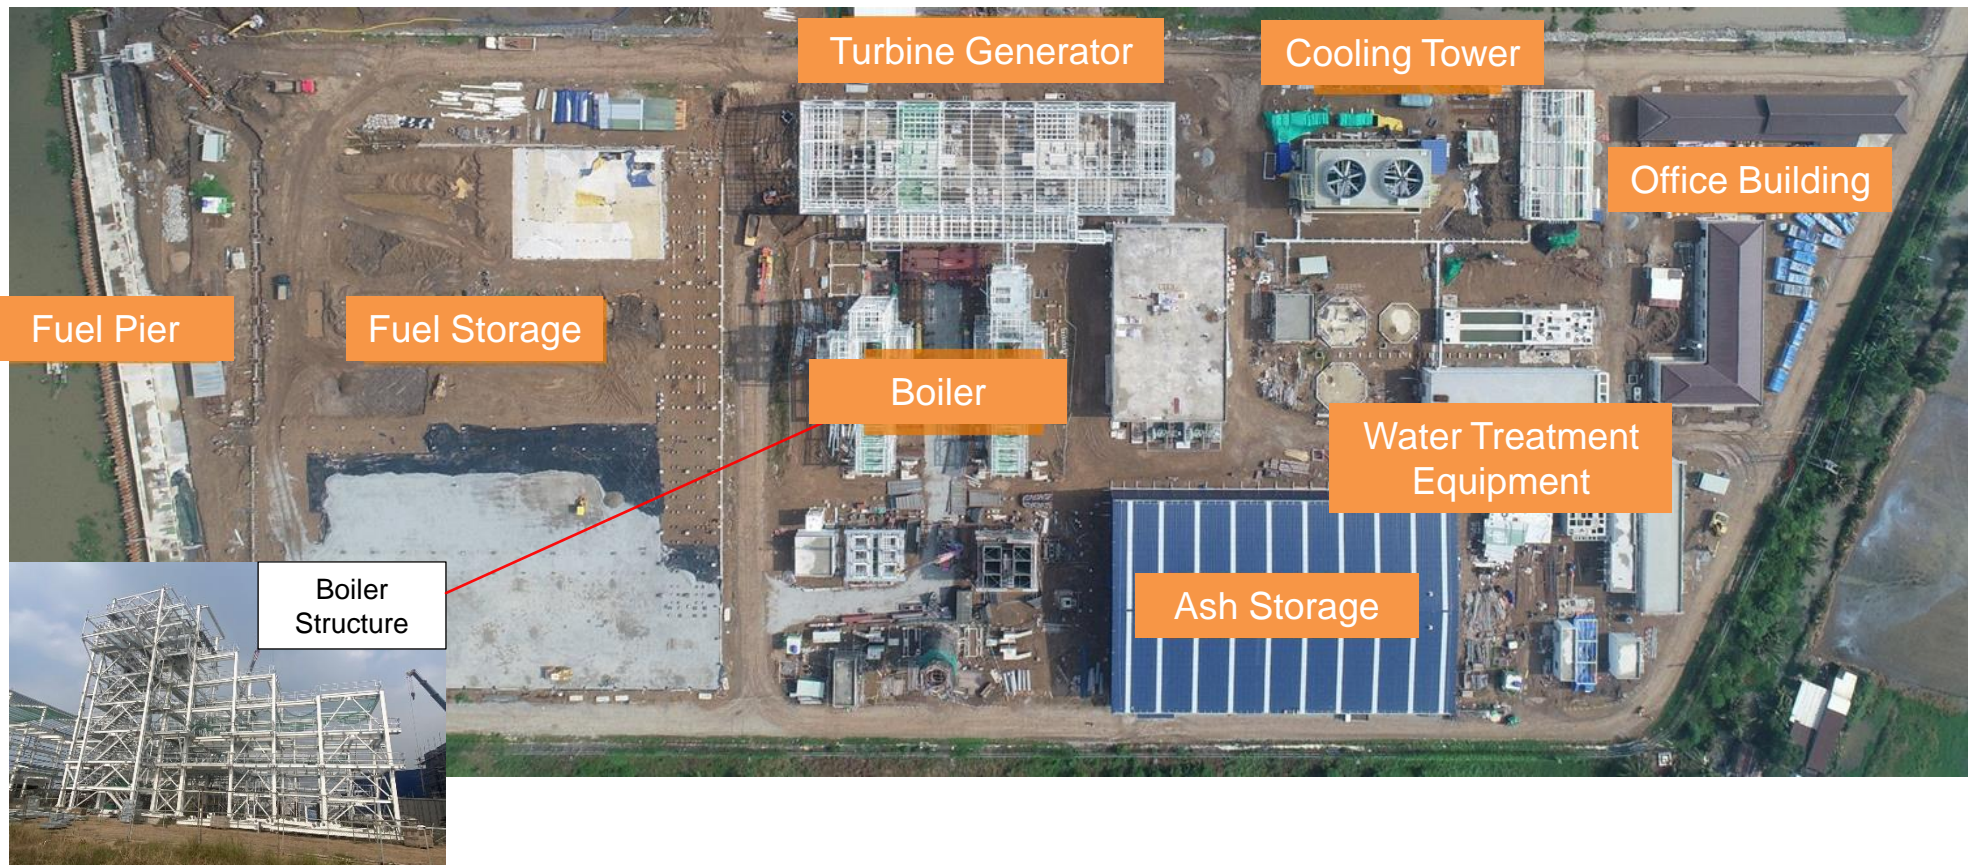 Turbine Generator
Cooling Tower
Office Building
Fuel Pier
Fuel Storage
Boiler
Water Treatment
Equipment
Boiler
Structure
Ash Storage